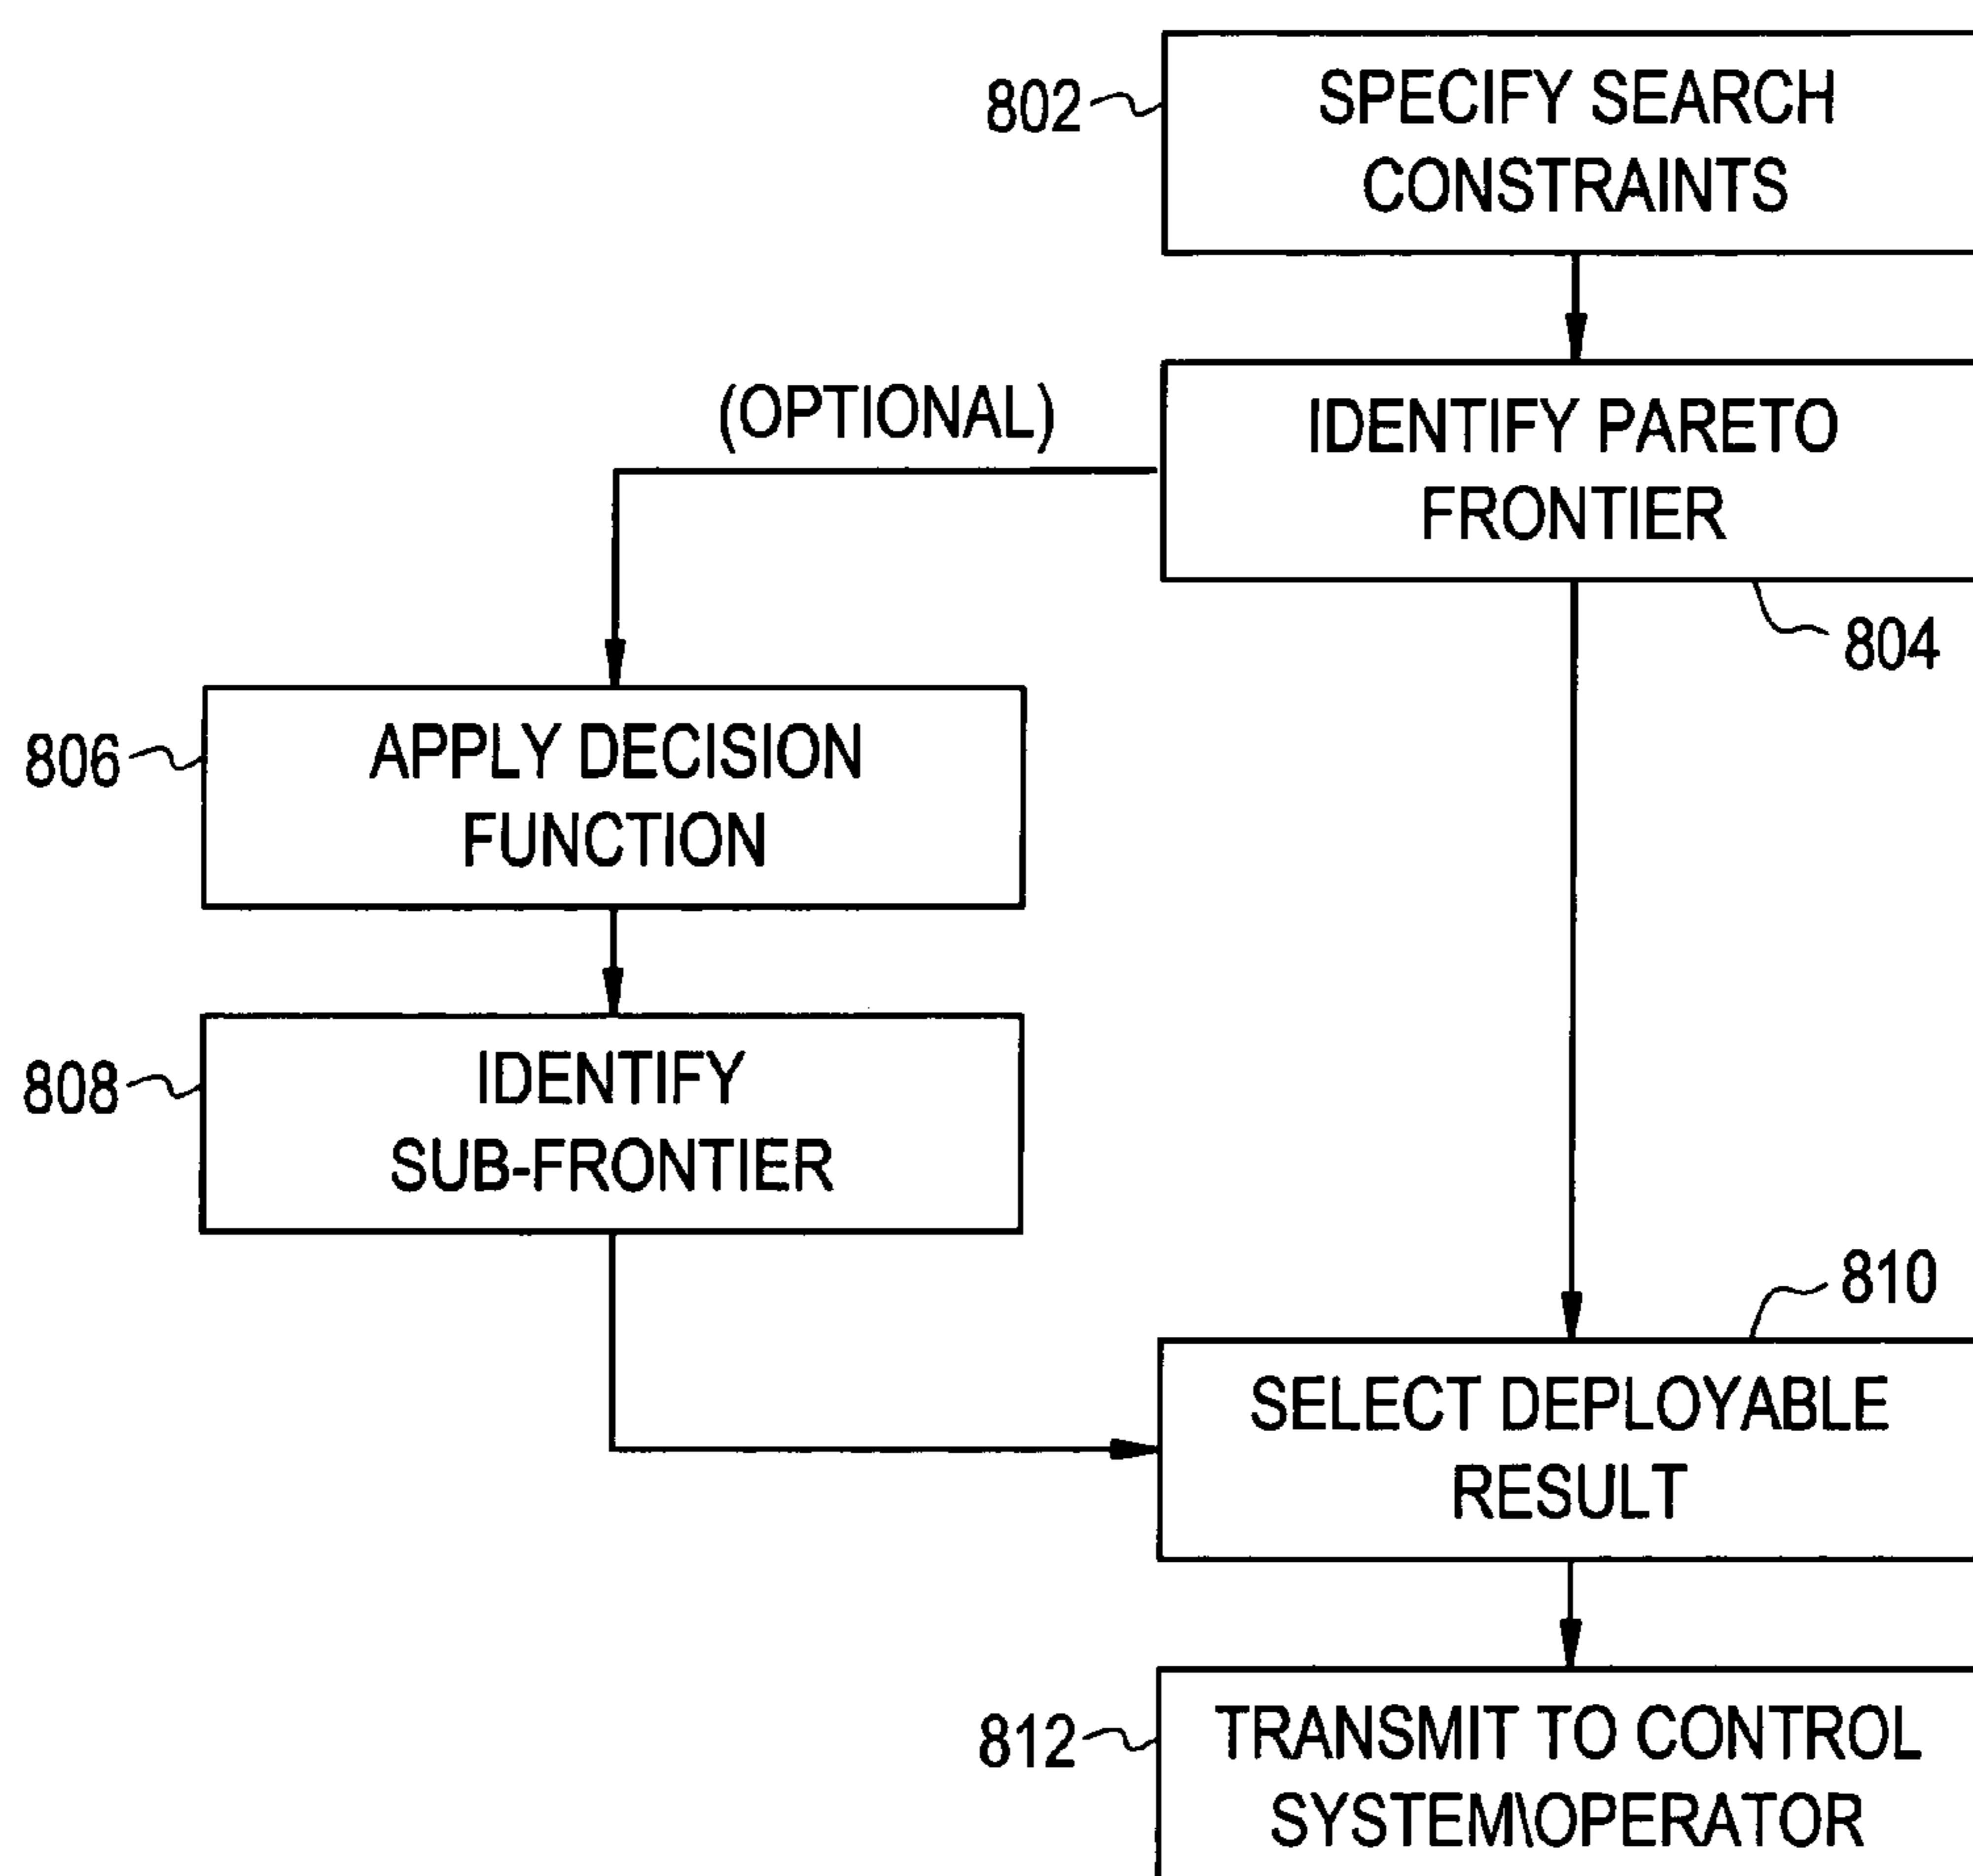 802
SPECIFY SEARCH
CONSTRAINTS
(OPTIONAL)
IDENTIFY PARETO
FRONTIER
804
806
APPLY DECISION
FUNCTION
808
IDENTIFY
SUB-FRONTIER
810
SELECT DEPLOYABLE
RESULT
812
TRANSMIT TO CONTROL
SYSTEM\OPERATOR